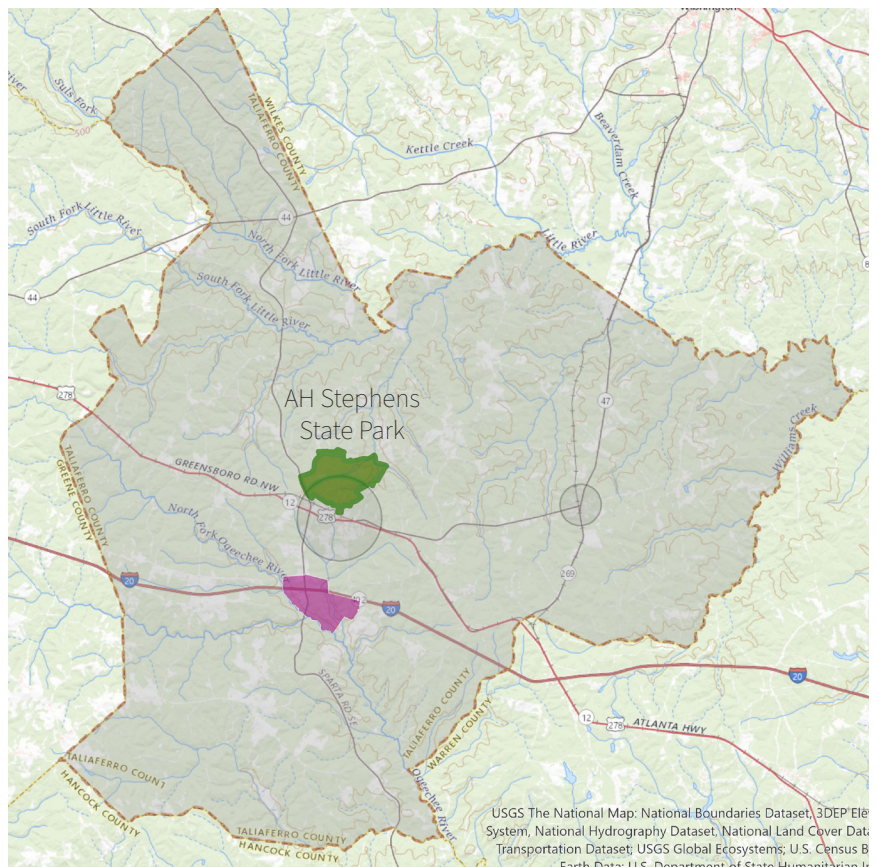 Washington
River
Suls Fork
500
WILKES COUNTY
TALIAFERRO COUNTY
Kettle Creek
Beaverdam Creek
South Fork Little River
44
North Fork Little River
Little River
44
South Fork Little river
278
47
AH Stephens
State Park
Williams Creek
TALIAFERRO COUNTY
GREENE COUNTY
GREENSBORO RD NW
12
278
North Fork Ogeechee River
20
269
20
SPARTA RD SE
TALIAFERRO COUNTY
WARREN COUNTY
20
12
278
ATLANTA HWY
TALIAFERRO COUNT
HANCOCK COUNTY
Ogeechee River
TALIAFERRO COUNTY
HANCOCK COUNTY
USGS The National Map: National Boundaries Dataset, 3DEP Ele
System, National Hydrography Dataset, National Land Cover Data
Transportation Dataset; USGS Global Ecosystems; U.S. Census B
Earth Data; U.S. Department of State Humanitarian In